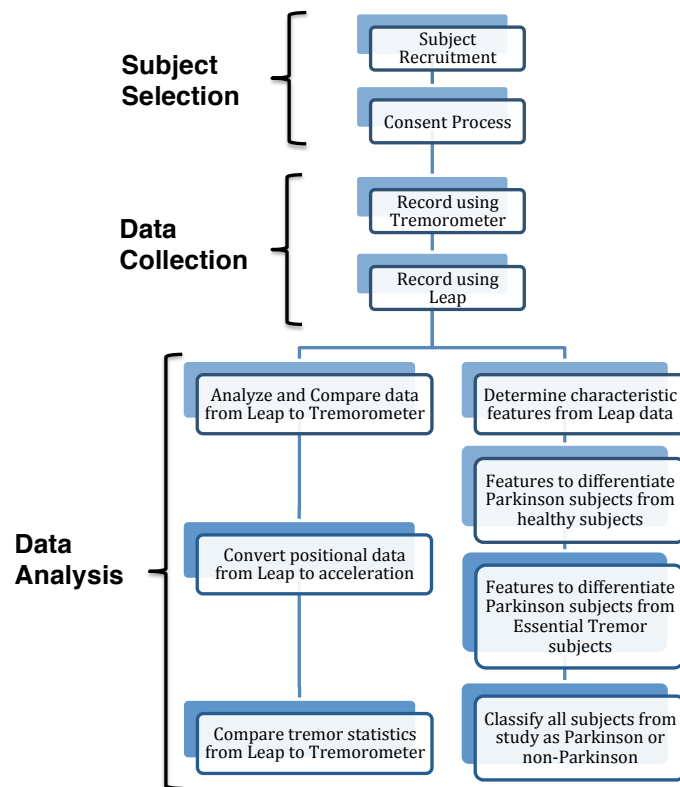 Subject
Selection
Subject
Recruitment
Consent Process
Data
Collection
Record using
Tremorometer
Record using
Leap
Data
Analysis
Analyze and Compare data
from Leap to Tremorometer
Convert positional data
from Leap to acceleration
Compare tremor statistics
from Leap to Tremorometer
Determine characteristic
features from Leap data
Features to differentiate
Parkinson subjects from
healthy subjects
Features to differentiate
Parkinson subjects from
Essential Tremor
subjects
Classify all subjects from
study as Parkinson or
non-Parkinson